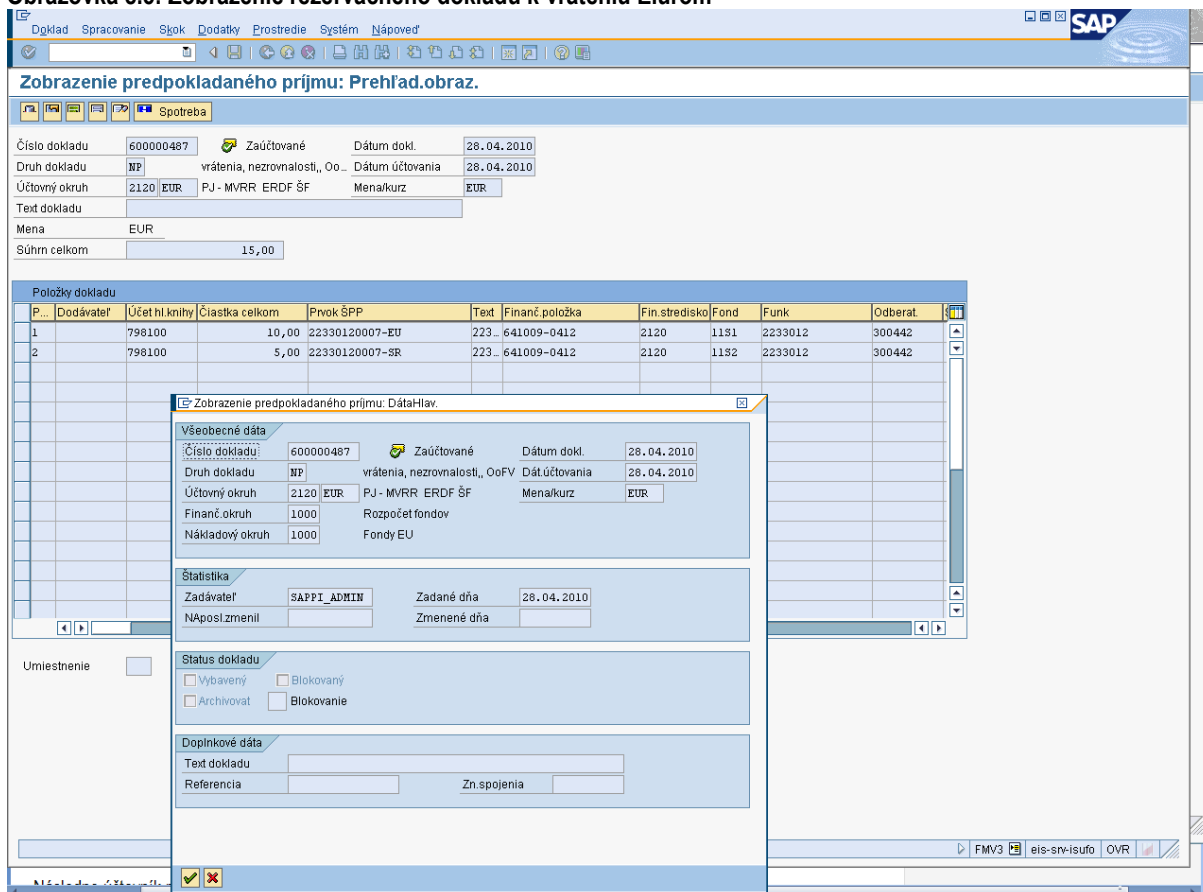 Doklad Spracovanie Skok Dodatky Prostredie Systém Nápoveď
SAP
Zobrazenie predpokladaného príjmu: Prehľad.obraz.
Spotreba
Číslo dokladu 600000487 Zaúčtované Dátum dokl. 28.04.2010
Druh dokladu NP vrátenia, nezrovnalosti,, Oo… Dátum účtovania 28.04.2010
Účtovný okruh 2120 EUR PJ - MVRR ERDF ŠF Mena/kurz EUR
Text dokladu
Mena EUR
Súhrn celkom 15,00
Položky dokladu
P... Dodávateľ Účet hl.knihy Čiastka celkom Prvok ŠPP Text Finanč.položka Fin.stredisko Fond Funk Odberat.
1 798100 10,00 22330120007-EU 223… 641009-0412 2120 11S1 2233012 300442
2 798100 5,00 22330120007-SR 223… 641009-0412 2120 11S2 2233012 300442
Zobrazenie predpokladaného príjmu: DátaHlav.
Všeobecné dáta
Číslo dokladu 600000487 Zaúčtované Dátum dokl. 28.04.2010
Druh dokladu NP vrátenia, nezrovnalosti,, OoFV Dát.účtovania 28.04.2010
Účtovný okruh 2120 EUR PJ - MVRR ERDF ŠF Mena/kurz EUR
Finanč.okruh 1000 Rozpočet fondov
Nákladový okruh 1000 Fondy EU
Štatistika
Zadávateľ SAPPI_ADMIN Zadané dňa 28.04.2010
NAposl.zmenil Zmenené dňa
Umiestnenie
Status dokladu
Vybavený Blokovaný
Archivovat Blokovanie
Doplnkové dáta
Text dokladu
Referencia Zn.spojenia
FMV3 eis-srv-isufo OVR